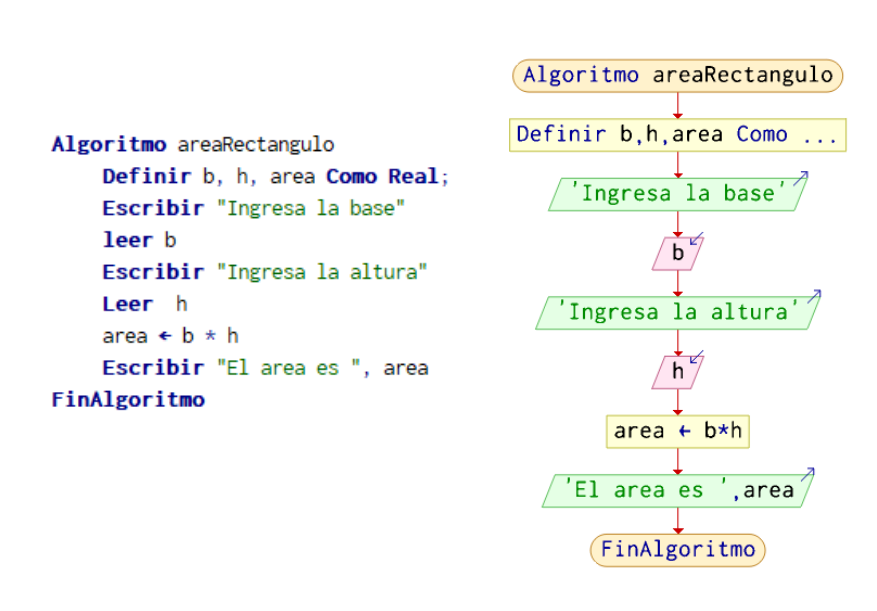 Algoritmo areaRectangulo
Definir b, h, area Como Real;
Escribir "Ingresa la base"
leer b
Escribir "Ingresa la altura"
Leer  h
area ← b * h
Escribir "El area es ", area
FinAlgoritmo
Algoritmo areaRectangulo
Definir b,h,area Como ...
'Ingresa la base'
b
'Ingresa la altura'
h
area ← b*h
'El area es ',area
FinAlgoritmo